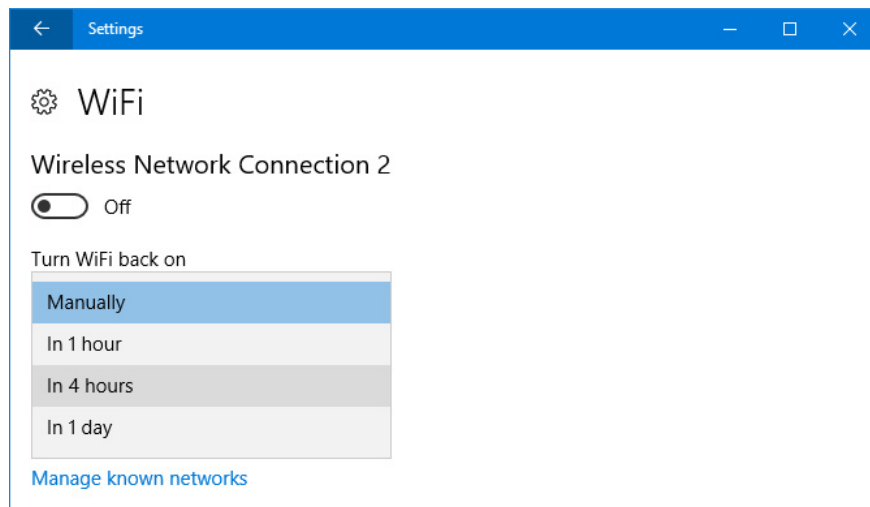 Settings
WiFi
Wireless Network Connection 2
Off
Turn WiFi back on
Manually
In 1 hour
In 4 hours
In 1 day
Manage known networks